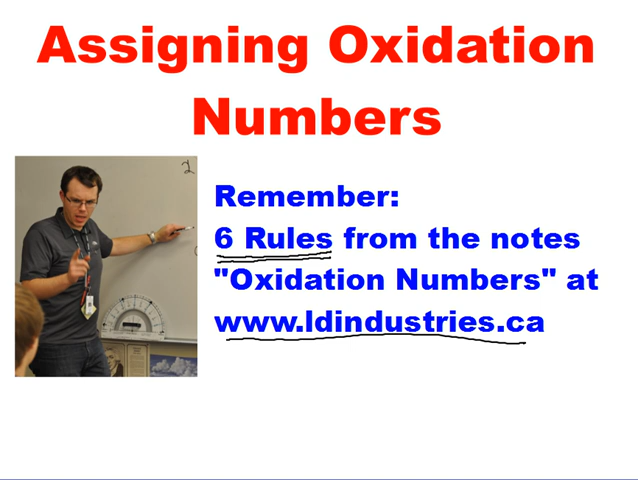 Assigning Oxidation
Numbers
Remember:
6 Rules from the notes
"Oxidation Numbers" at
www.ldindustries.ca